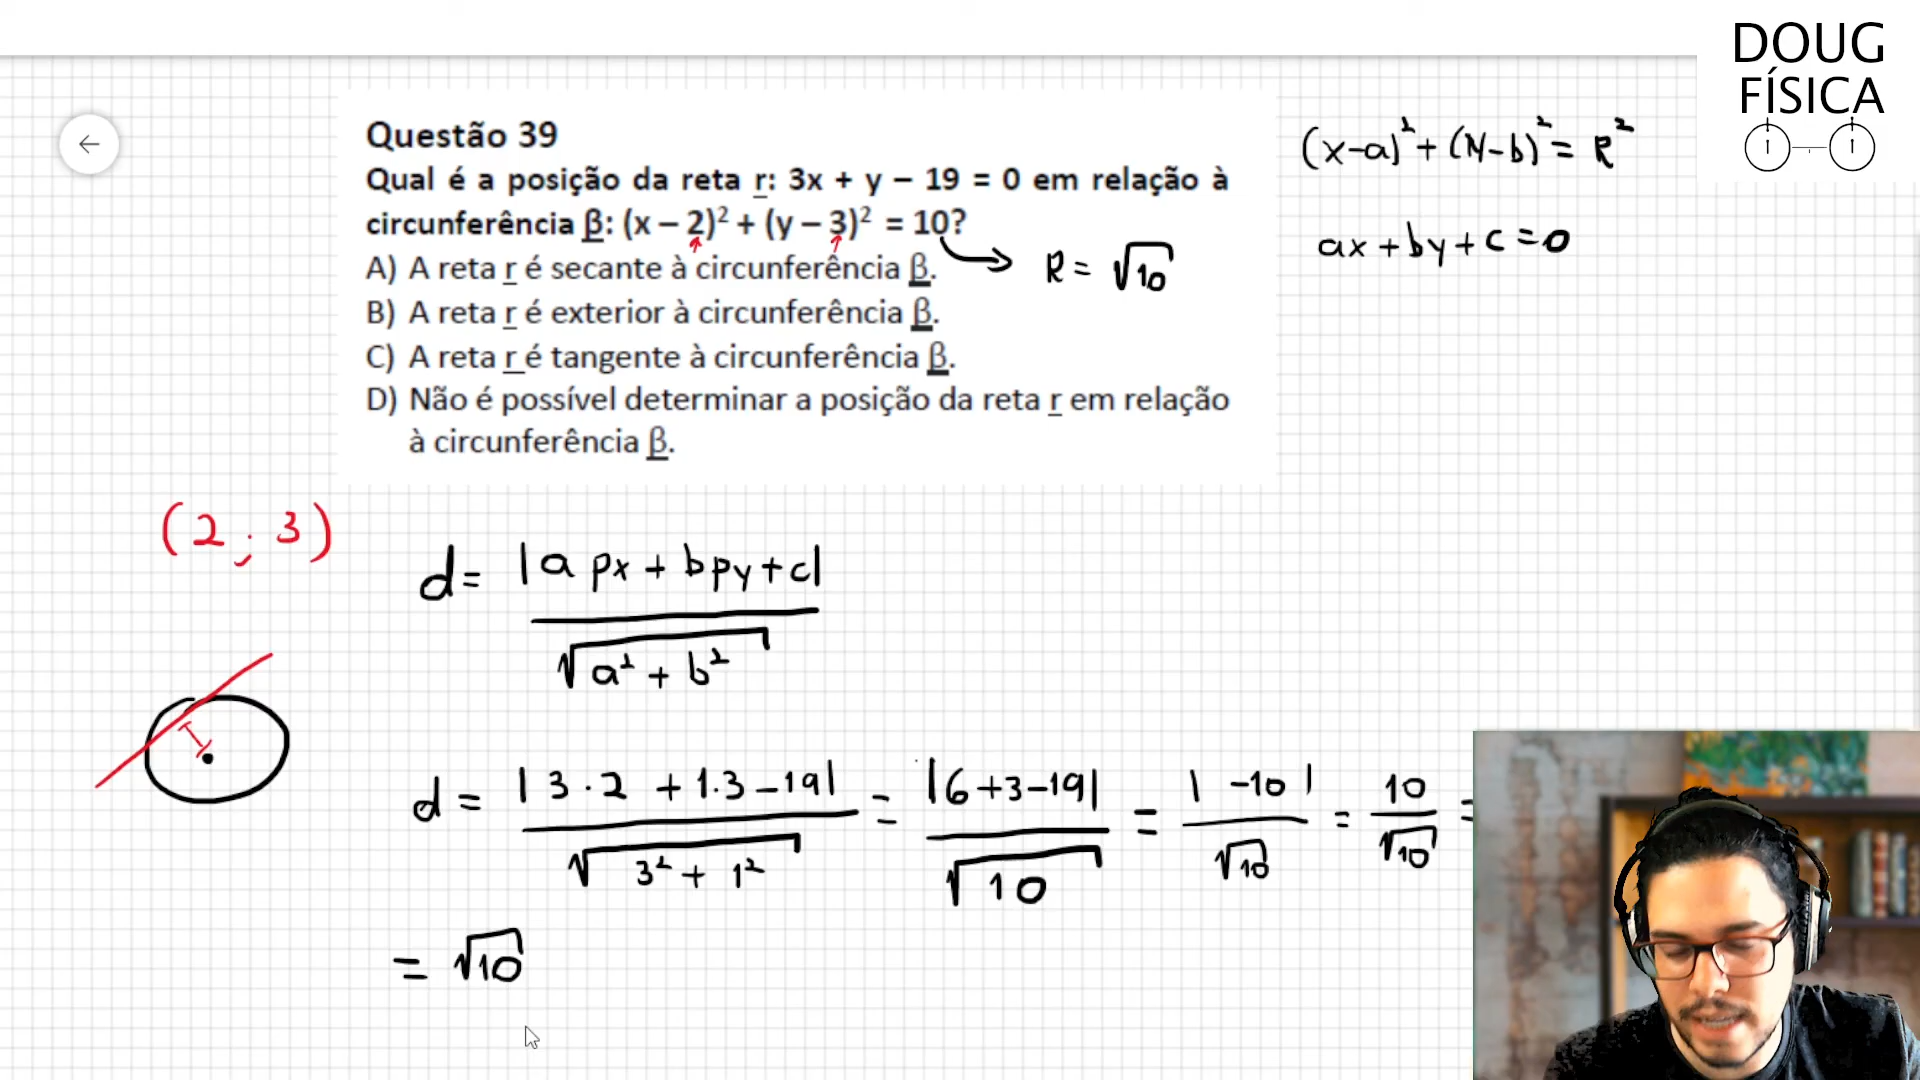 DOUG
FÍSICA
Questão 39
Qual é a posição da reta r: 3x + y – 19 = 0 em relação à
circunferência β: (x – 2)² + (y – 3)² = 10?
A) A reta r é secante à circunferência β.
B) A reta r é exterior à circunferência β.
C) A reta r é tangente à circunferência β.
D) Não é possível determinar a posição da reta r em relação
à circunferência β.
R = √10
(x-a)² + (y-b)² = R²
ax + by + c = 0
(2 ; 3)
d = |a px + b py + c|
√a² + b²
d = |3 · 2 + 1.3 – 19| = |6+3–19| = |-10| = 10 =
√3² + 1² √10 √10 √10
= √10